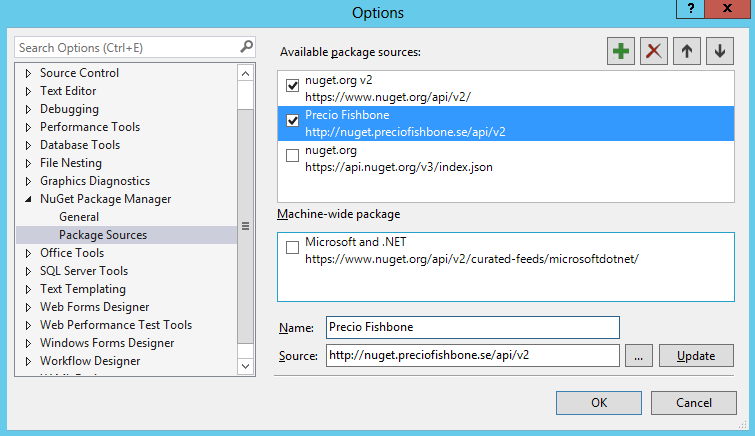 Options
?
Search Options (Ctrl+E)
Source Control
Text Editor
Debugging
Performance Tools
Database Tools
File Nesting
Graphics Diagnostics
NuGet Package Manager
General
Package Sources
Office Tools
SQL Server Tools
Text Templating
Web Forms Designer
Web Performance Test Tools
Windows Forms Designer
Workflow Designer
Available package sources:
nuget.org v2
https://www.nuget.org/api/v2/
Precio Fishbone
http://nuget.preciofishbone.se/api/v2
nuget.org
https://api.nuget.org/v3/index.json
Machine-wide package
Microsoft and .NET
https://www.nuget.org/api/v2/curated-feeds/microsoftdotnet/
Name: Precio Fishbone
Source: http://nuget.preciofishbone.se/api/v2 ... Update
OK Cancel